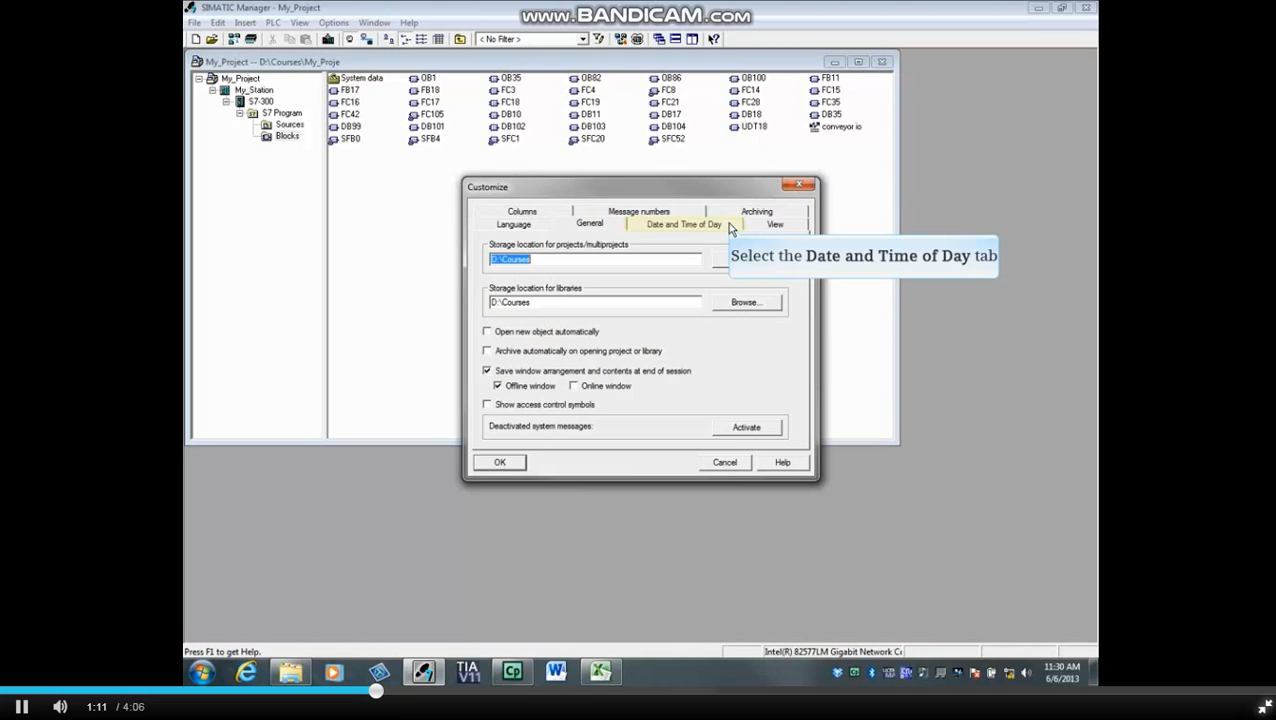 SIMATIC Manager - My_Project
www.BANDICAM.com
File Edit Insert PLC View Options Window Help
< No Filter >
My_Project -- D:\Courses\My_Proje
My_Project
My_Station
S7-300
S7 Program
Sources
Blocks
System data OB1 OB35 OB82 OB86 OB100 FB11
FB17 FB18 FC3 FC4 FC8 FC14 FC15
FC16 FC17 FC18 FC19 FC21 FC28 FC35
FC42 FC105 DB10 DB11 DB17 DB18 DB35
DB99 DB101 DB102 DB103 DB104 UDT18 conveyor io
SFB0 SFB4 SFC1 SFC20 SFC52
Customize
Columns Message numbers Archiving
Language General Date and Time of Day View
Storage location for projects/multiprojects
D:\Courses
Select the Date and Time of Day tab
Storage location for libraries
D:\Courses Browse...
Open new object automatically
Archive automatically on opening project or library
Save window arrangement and contents at end of session
Offline window Online window
Show access control symbols
Deactivated system messages: Activate
OK Cancel Help
Press F1 to get Help.
Intel(R) 82577LM Gigabit Network Cc
TIA V11
Cp
11:30 AM
6/6/2013
1:11 / 4:06